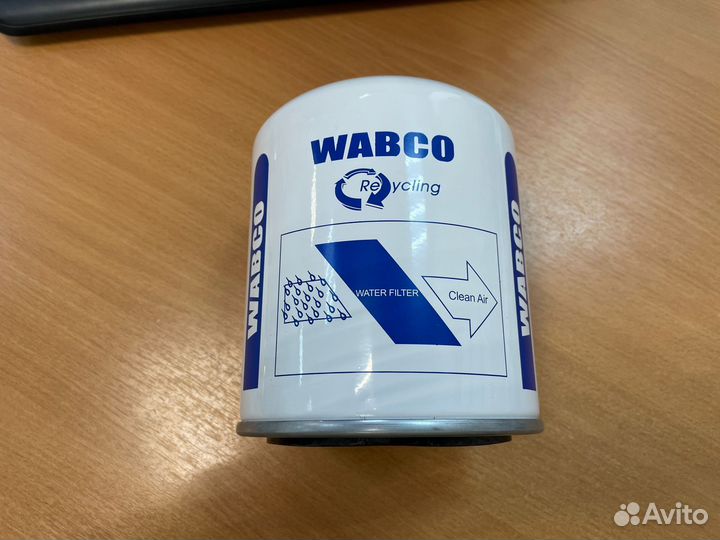 WABCO
Recycling
WABCO
WATER FILTER
Clean Air
WABCO
Avito